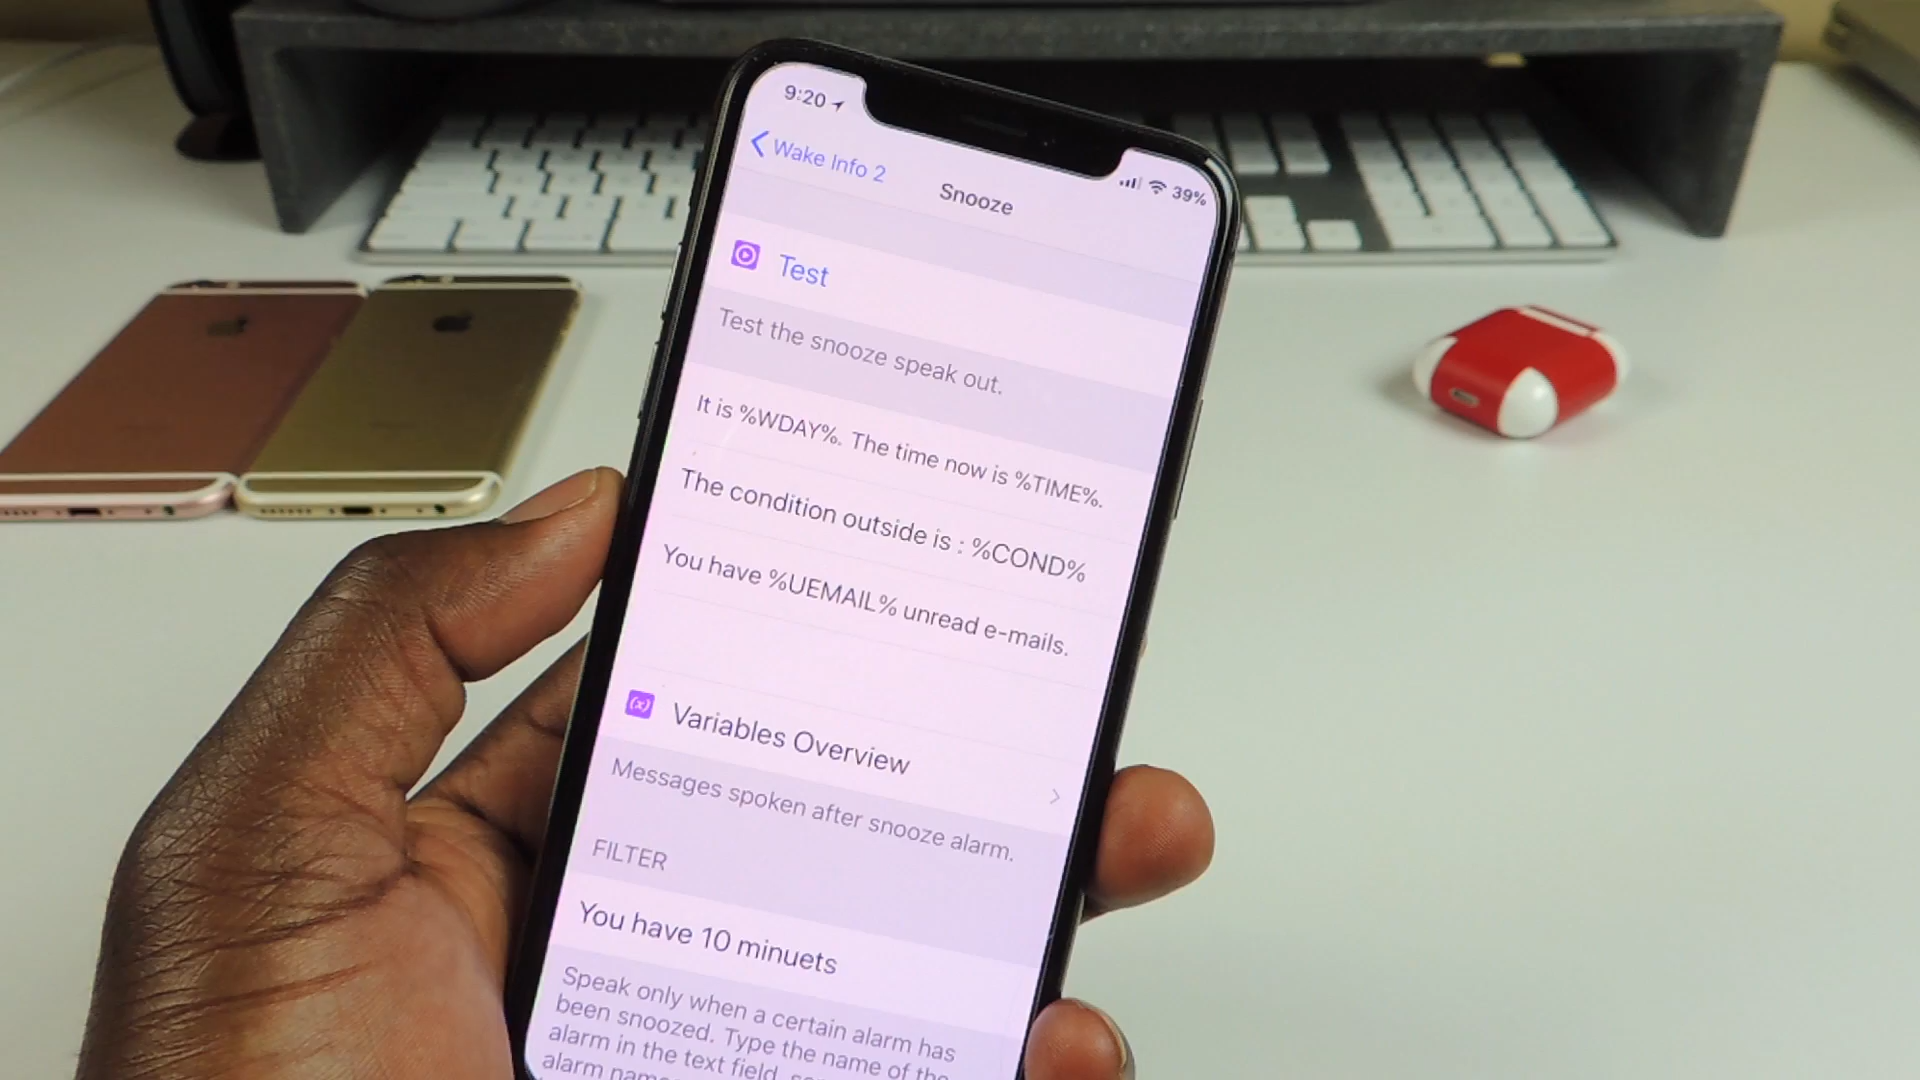 9:20
39%
Wake Info 2
Snooze
Test
Test the snooze speak out.
It is %WDAY%. The time now is %TIME%.
The condition outside is : %COND%
You have %UEMAIL% unread e-mails.
(x)
Variables Overview
Messages spoken after snooze alarm.
FILTER
You have 10 minuets
Speak only when a certain alarm has
been snoozed. Type the name of the
alarm in the text field,
alarm